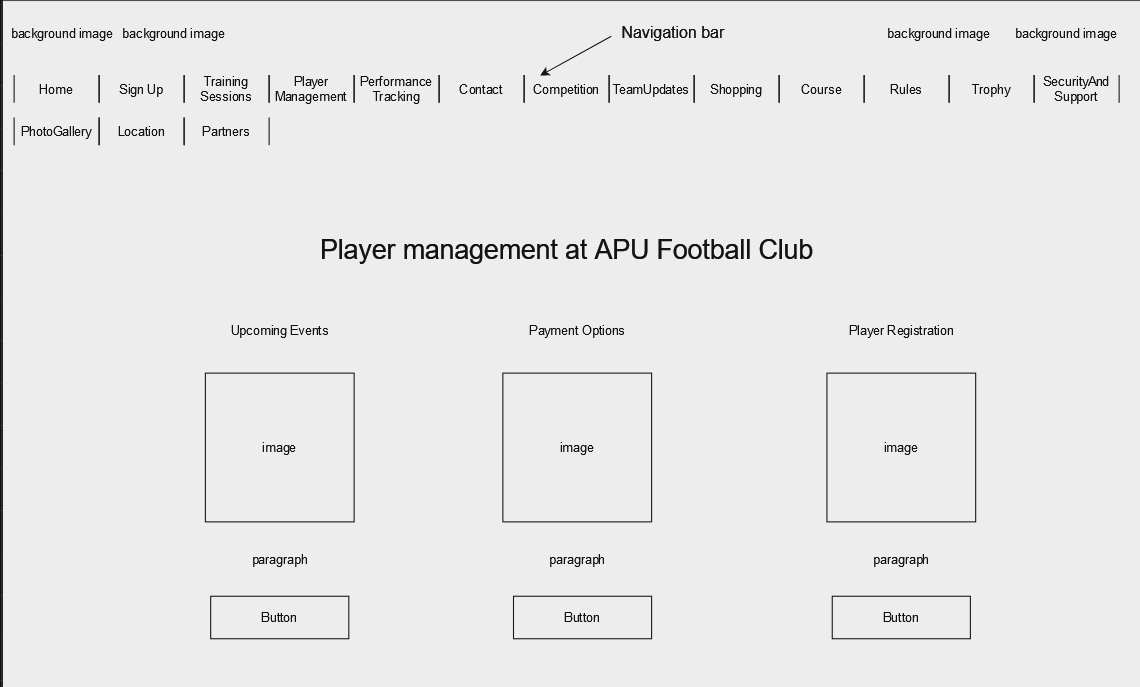 background image background image Navigation bar background image background image
Home Sign Up Training Sessions Player Management Performance Tracking Contact Competition TeamUpdates Shopping Course Rules Trophy SecurityAnd Support
PhotoGallery Location Partners
Player management at APU Football Club
Upcoming Events Payment Options Player Registration
image image image
paragraph paragraph paragraph
Button Button Button